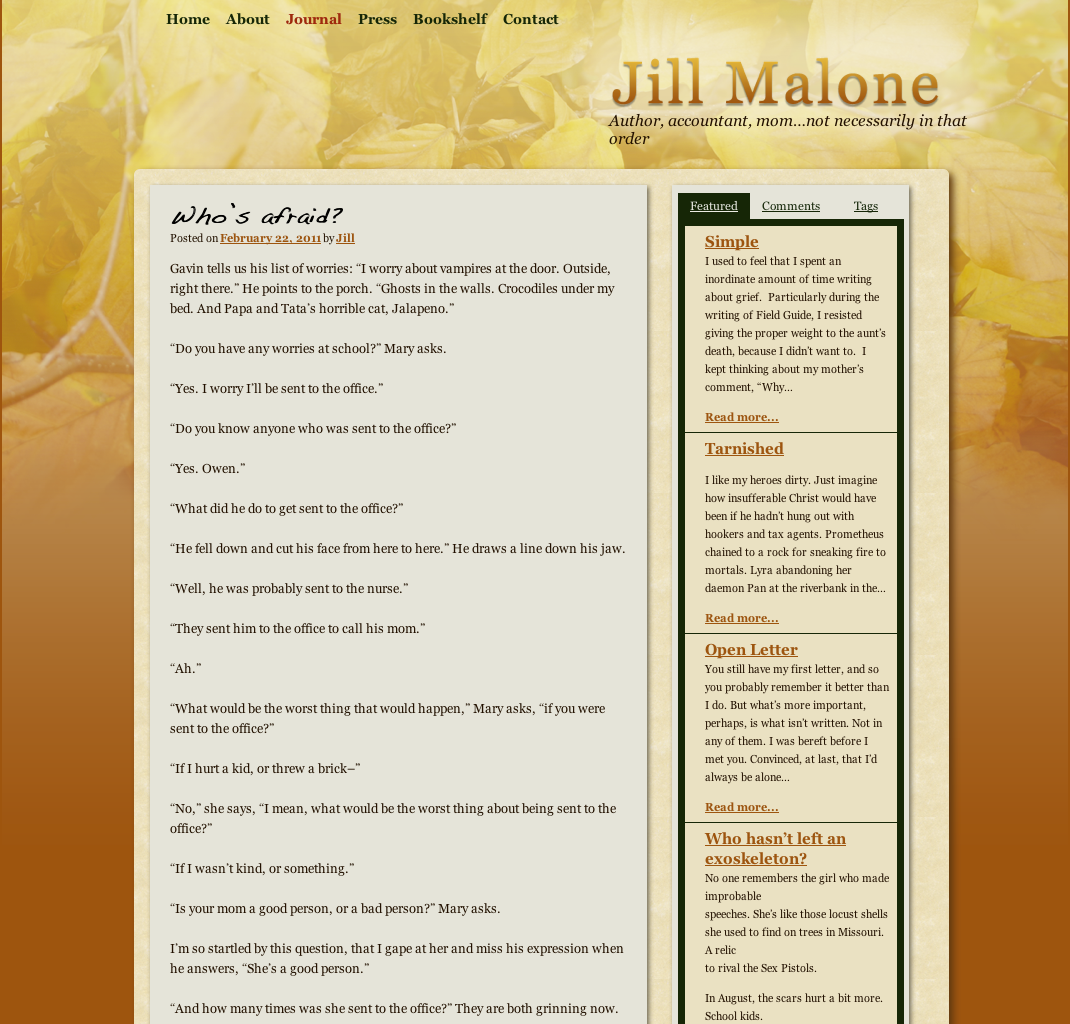 Home About Journal Press Bookshelf Contact
Jill Malone
Author, accountant, mom...not necessarily in that
order
Who's afraid?
Posted on February 22, 2011 by Jill
Gavin tells us his list of worries: “I worry about vampires at the door. Outside,
right there.” He points to the porch. “Ghosts in the walls. Crocodiles under my
bed. And Papa and Tata’s horrible cat, Jalapeno.”
“Do you have any worries at school?” Mary asks.
“Yes. I worry I’ll be sent to the office.”
“Do you know anyone who was sent to the office?”
“Yes. Owen.”
“What did he do to get sent to the office?”
“He fell down and cut his face from here to here.” He draws a line down his jaw.
“Well, he was probably sent to the nurse.”
“They sent him to the office to call his mom.”
“Ah.”
“What would be the worst thing that would happen,” Mary asks, “if you were
sent to the office?”
“If I hurt a kid, or threw a brick–”
“No,” she says, “I mean, what would be the worst thing about being sent to the
office?”
“If I wasn’t kind, or something.”
“Is your mom a good person, or a bad person?” Mary asks.
I’m so startled by this question, that I gape at her and miss his expression when
he answers, “She’s a good person.”
“And how many times was she sent to the office?” They are both grinning now.
Featured Comments Tags
Simple
I used to feel that I spent an
inordinate amount of time writing
about grief.  Particularly during the
writing of Field Guide, I resisted
giving the proper weight to the aunt’s
death, because I didn’t want to.  I
kept thinking about my mother’s
comment, “Why...
Read more...
Tarnished
I like my heroes dirty. Just imagine
how insufferable Christ would have
been if he hadn’t hung out with
hookers and tax agents. Prometheus
chained to a rock for sneaking fire to
mortals. Lyra abandoning her
daemon Pan at the riverbank in the...
Read more...
Open Letter
You still have my first letter, and so
you probably remember it better than
I do. But what’s more important,
perhaps, is what isn’t written. Not in
any of them. I was bereft before I
met you. Convinced, at last, that I’d
always be alone...
Read more...
Who hasn’t left an
exoskeleton?
No one remembers the girl who made
improbable
speeches. She’s like those locust shells
she used to find on trees in Missouri.
A relic
to rival the Sex Pistols.
In August, the scars hurt a bit more.
School kids.